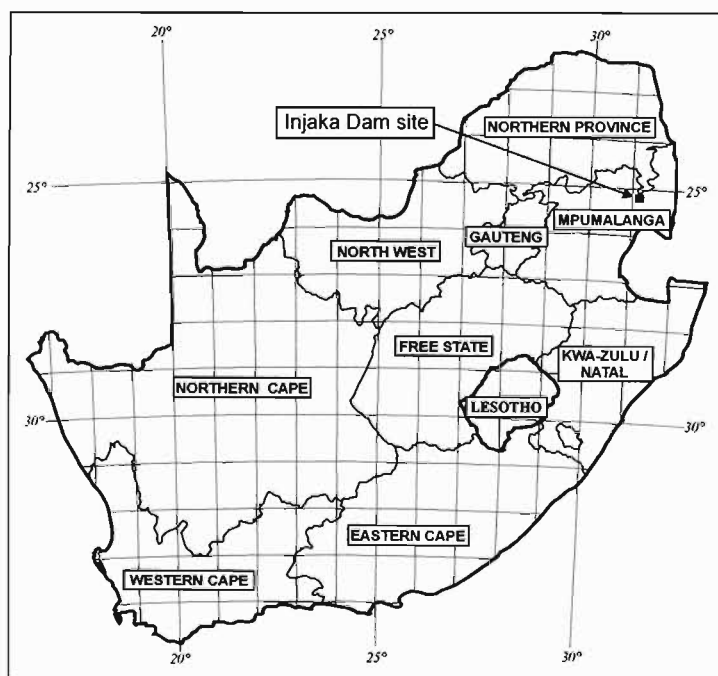 20°
25°
30°
Injaka Dam site
NORTHERN PROVINCE
25°
25°
MPUMALANGA
GAUTENG
NORTH WEST
FREE STATE
KWA-ZULU /
NATAL
NORTHERN CAPE
LESOTHO
30°
30°
EASTERN CAPE
WESTERN CAPE
20°
25°
30°